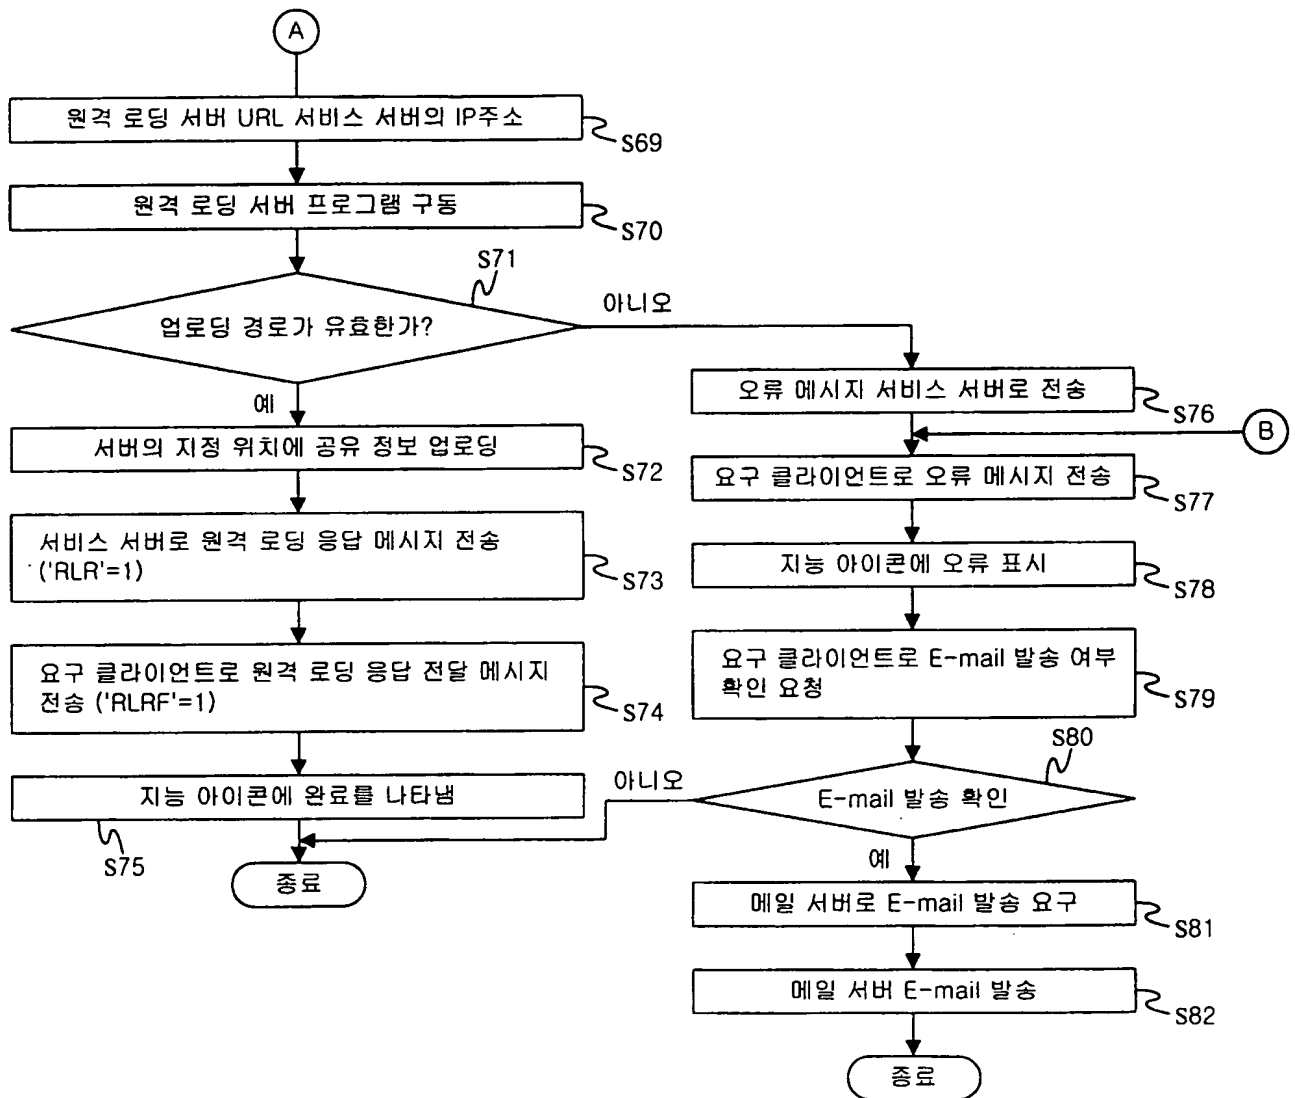 A
원격 로딩 서버 URL 서비스 서버의 IP주소
S69
원격 로딩 서버 프로그램 구동
S70
S71
업로딩 경로가 유효한가?
아니오
예
서버의 지정 위치에 공유 정보 업로딩
S72
서비스 서버로 원격 로딩 응답 메시지 전송
('RLR'=1)
S73
요구 클라이언트로 원격 로딩 응답 전달 메시지
전송 ('RLRF'=1)
S74
지능 아이콘에 완료를 나타냄
S75
종료
오류 메시지 서비스 서버로 전송
S76
B
요구 클라이언트로 오류 메시지 전송
S77
지능 아이콘에 오류 표시
S78
요구 클라이언트로 E-mail 발송 여부
확인 요청
S79
S80
E-mail 발송 확인
아니오
예
메일 서버로 E-mail 발송 요구
S81
메일 서버 E-mail 발송
S82
종료